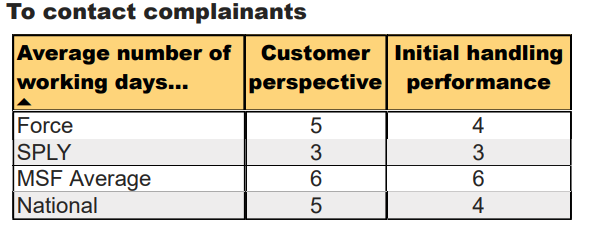 To contact complainants
Average number of working days... Customer perspective Initial handling performance
Force 5 4
SPLY 3 3
MSF Average 6 6
National 5 4